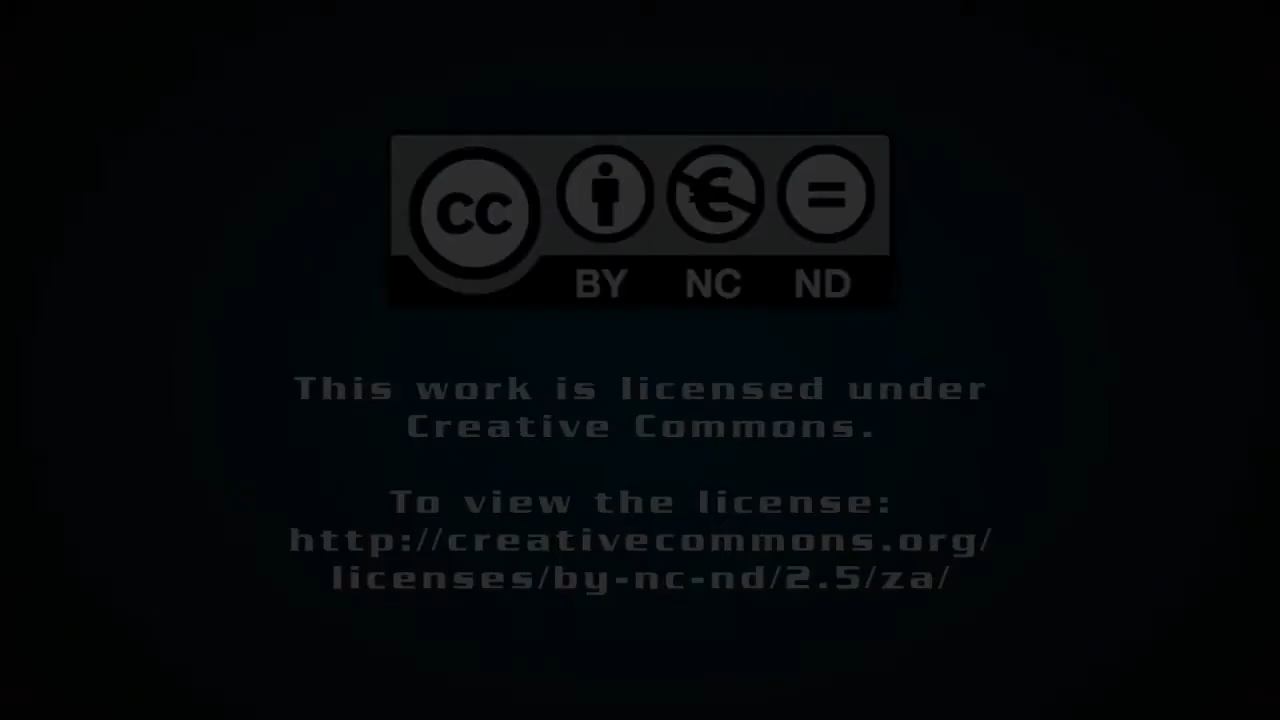 CC
BY NC ND
This work is licensed under
Creative Commons.
To view the license:
http://creativecommons.org/
licenses/by-nc-nd/2.5/za/